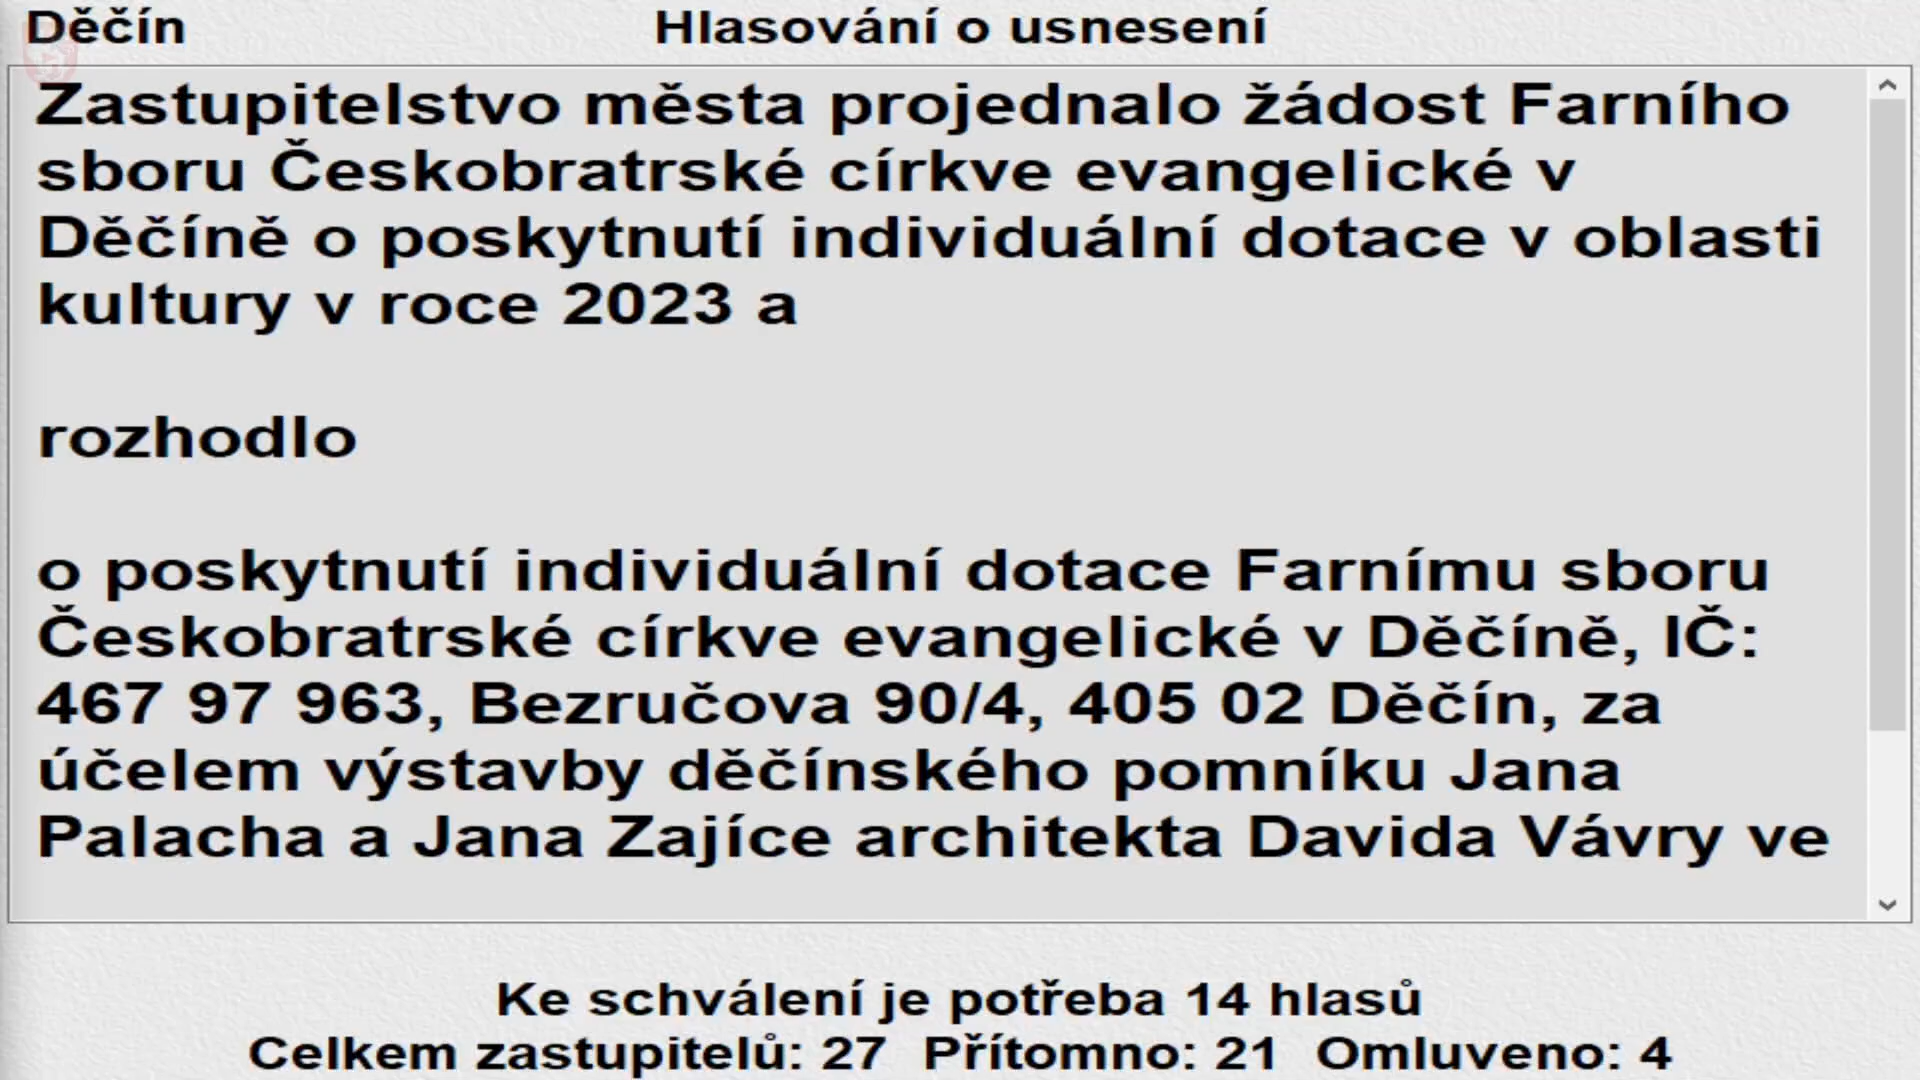 Děčín
Hlasování o usnesení
Zastupitelstvo města projednalo žádost Farního
sboru Českobratrské církve evangelické v
Děčíně o poskytnutí individuální dotace v oblasti
kultury v roce 2023 a
rozhodlo
o poskytnutí individuální dotace Farnímu sboru
Českobratrské církve evangelické v Děčíně, IČ:
467 97 963, Bezručova 90/4, 405 02 Děčín, za
účelem výstavby děčínského pomníku Jana
Palacha a Jana Zajíce architekta Davida Vávry ve
Ke schválení je potřeba 14 hlasů
Celkem zastupitelů: 27 Přítomno: 21 Omluveno: 4